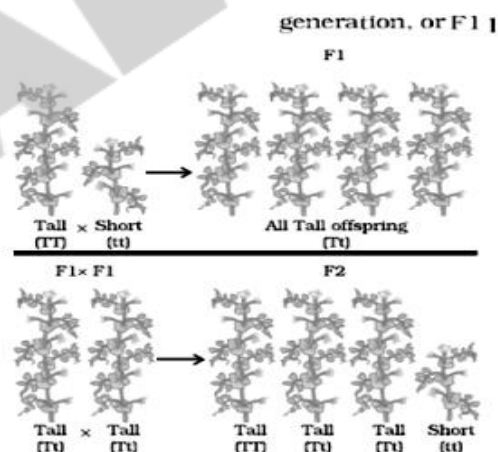 generation, or F1
F1
Tall × Short
(TT) (tt)
All Tall offspring
(Tt)
F1× F1
F2
Tall × Tall
(Tt) (Tt)
Tall Tall Tall Short
(TT) (Tt) (Tt) (tt)